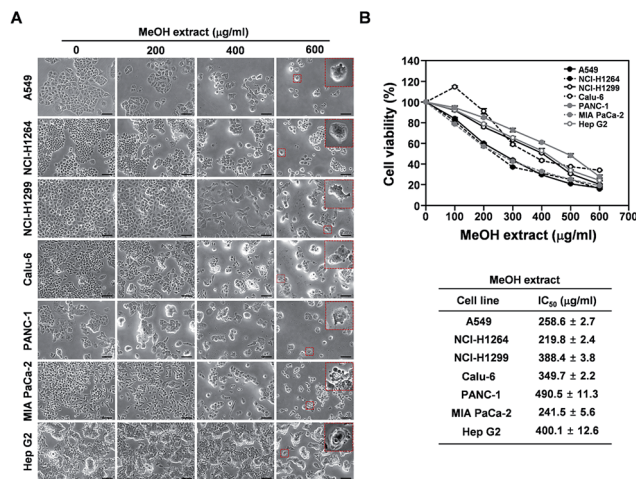 A
MeOH extract (μg/ml)
0 200 400 600
A549
NCI-H1264
NCI-H1299
Calu-6
PANC-1
MIA PaCa-2
Hep G2
B
Cell viability (%)
140
120
100
80
60
40
20
0
A549
NCI-H1264
NCI-H1299
Calu-6
PANC-1
MIA PaCa-2
Hep G2
0 100 200 300 400 500 600 700
MeOH extract (μg/ml)
MeOH extract
Cell line IC50 (μg/ml)
A549 258.6 ± 2.7
NCI-H1264 219.8 ± 2.4
NCI-H1299 388.4 ± 3.8
Calu-6 349.7 ± 2.2
PANC-1 490.5 ± 11.3
MIA PaCa-2 241.5 ± 5.6
Hep G2 400.1 ± 12.6